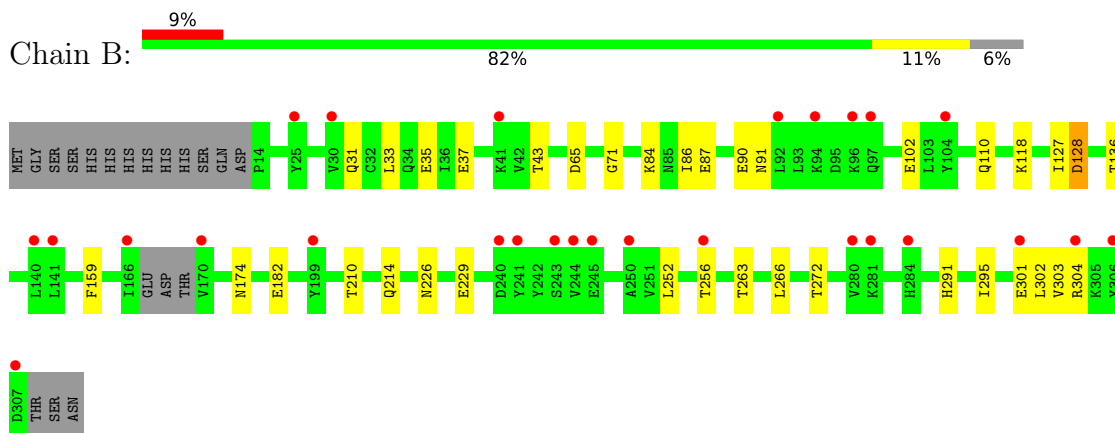 9%
Chain B:
82% 11% 6%
MET GLY SER SER HIS HIS HIS HIS HIS HIS SER GLN ASP P14 Y25 V30 Q31 C32 L33 Q34 E35 I36 E37 K41 V42 T43 D65 G71 K84 N85 I86 E87 E90 N91 L92 L93 K94 D95 K96 Q97 E102 L103 Y104 Q110 K118 I127 D128
L140 L141 F159 I166 GLU ASP THR V170 N174 E182 Y199 T210 Q214 N226 E229 D240 Y241 Y242 S243 V244 E245 A250 V251 L252 T256 T263 L266 T272 V280 K281 H284 H291 I295 E301 L302 V303 R304 K305
D307 THR SER ASN